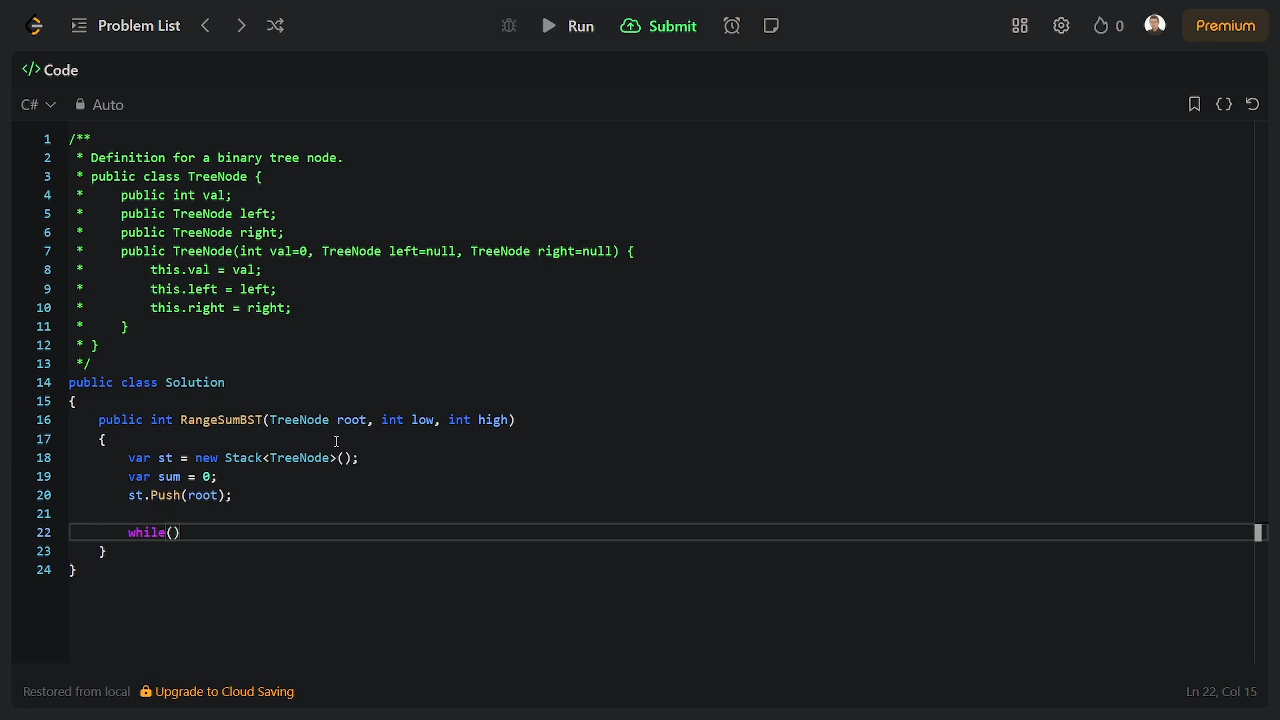 Problem List
Run
Submit
0
Premium
</> Code
C#
Auto
1 /**
2  * Definition for a binary tree node.
3  * public class TreeNode {
4  *     public int val;
5  *     public TreeNode left;
6  *     public TreeNode right;
7  *     public TreeNode(int val=0, TreeNode left=null, TreeNode right=null) {
8  *         this.val = val;
9  *         this.left = left;
10  *         this.right = right;
11  *     }
12  * }
13  */
14 public class Solution
15 {
16     public int RangeSumBST(TreeNode root, int low, int high)
17     {
18         var st = new Stack<TreeNode>();
19         var sum = 0;
20         st.Push(root);
21
22         while()
23     }
24 }
Restored from local
Upgrade to Cloud Saving
Ln 22, Col 15